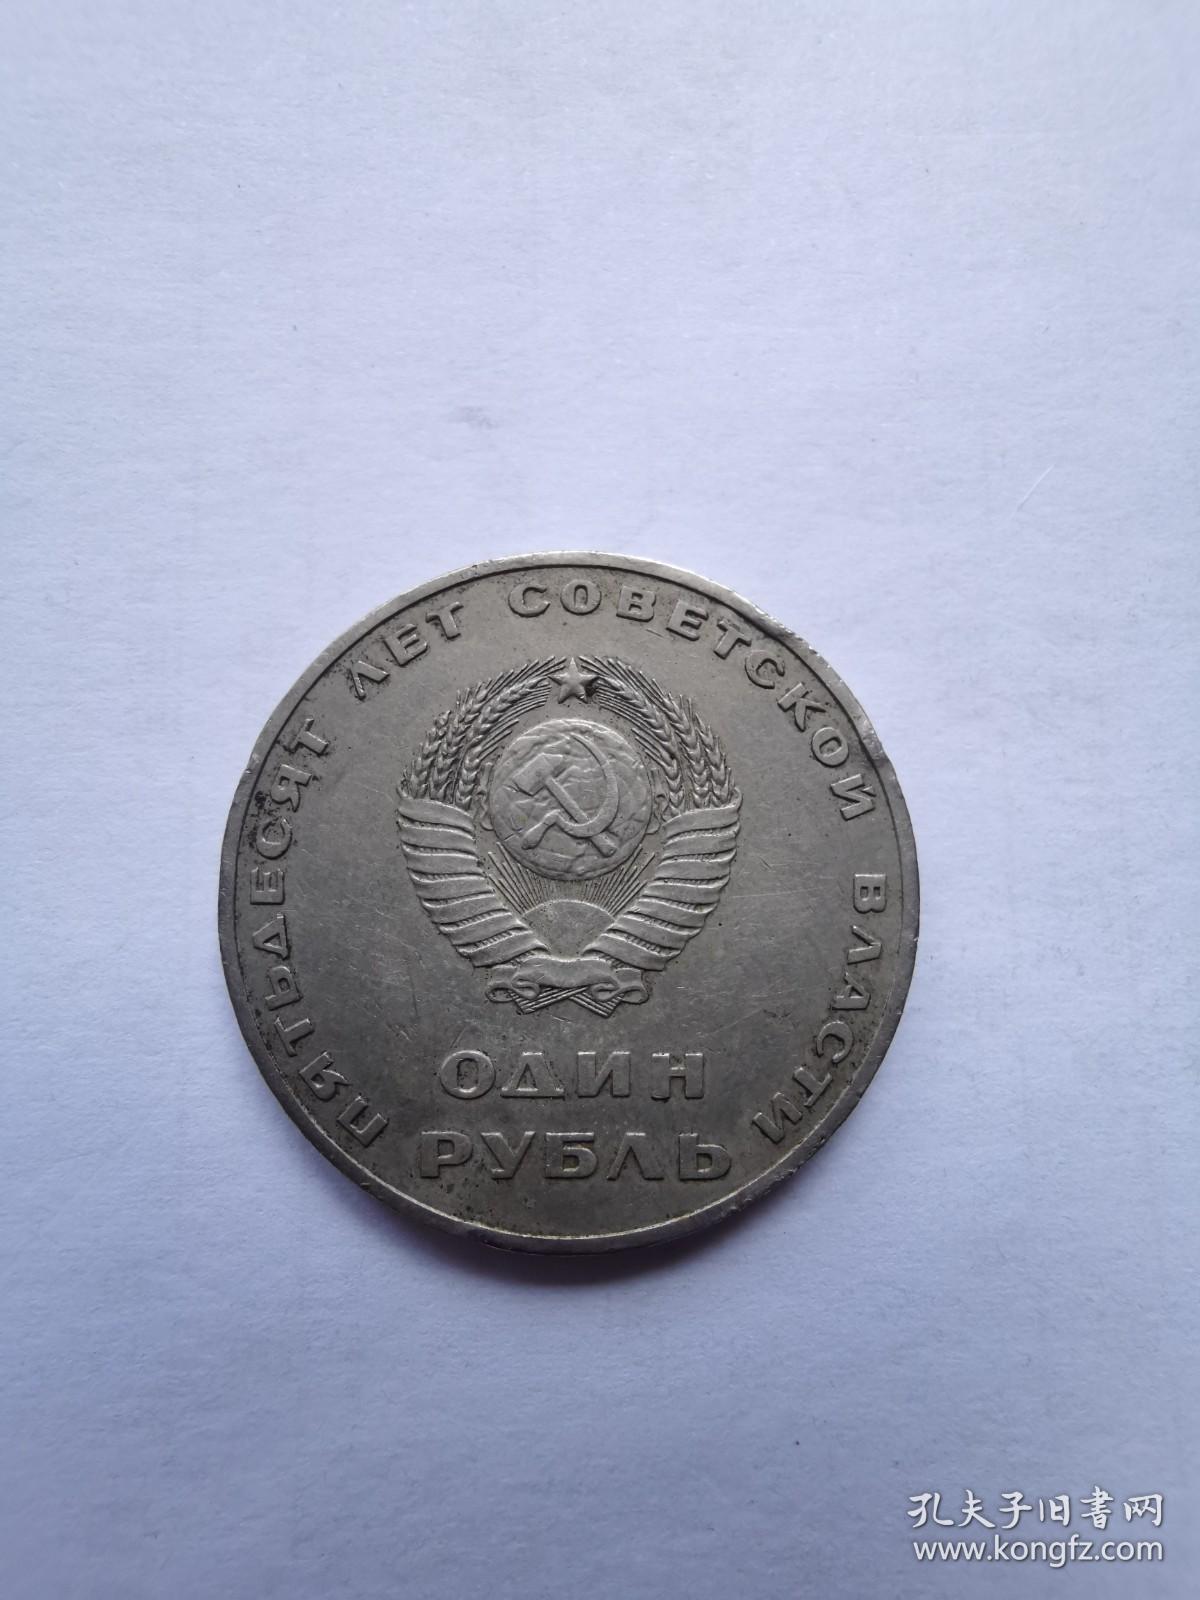 ПЯТЬДЕСЯТ ЛЕТ СОВЕТСКОЙ ВЛАСТИ
ОДИН
РУБЛЬ
孔夫子旧书网
www.kongfz.com